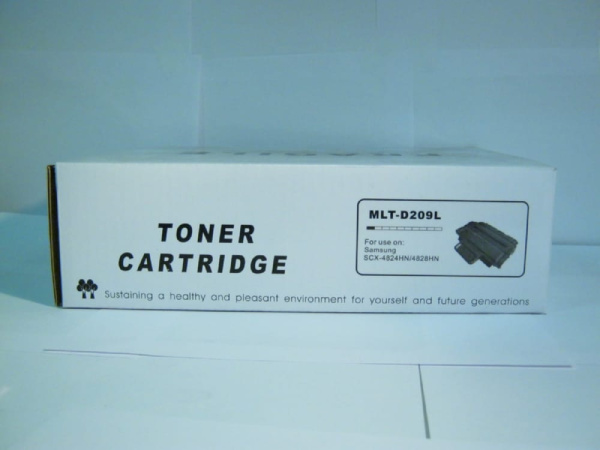 TONER
CARTRIDGE
MLT-D209L
For use on:
Samsung
SCX-4824HN/4828HN
Sustaining a healthy and pleasant environment for yourself and future generations